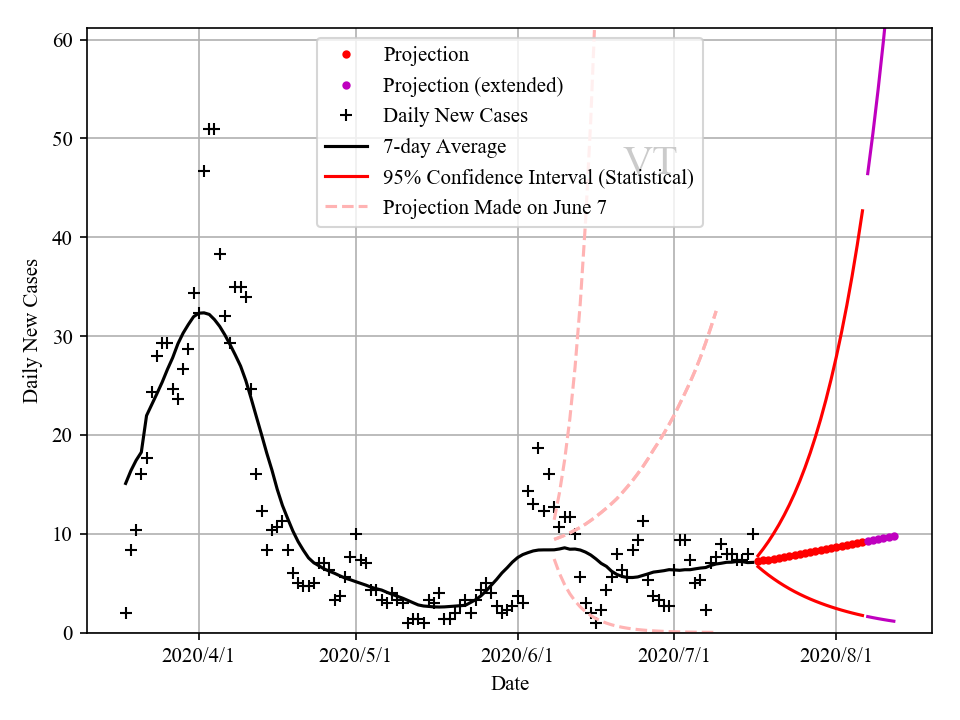 Projection
Projection (extended)
Daily New Cases
7-day Average
95% Confidence Interval (Statistical)
Projection Made on June 7
VT
60
50
40
30
20
10
0
Daily New Cases
2020/4/1
2020/5/1
2020/6/1
2020/7/1
2020/8/1
Date